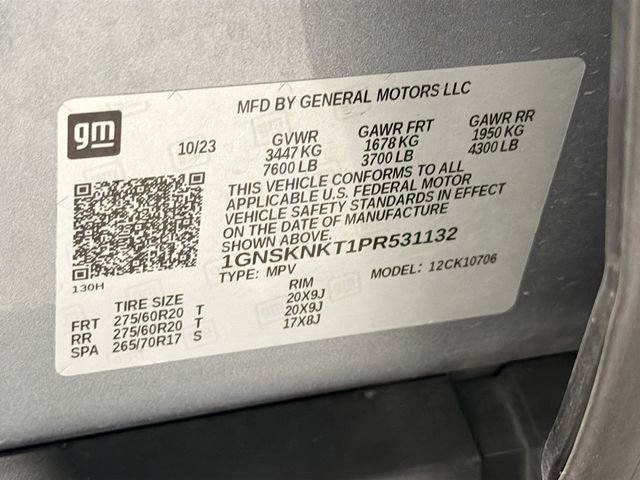 gm
MFD BY GENERAL MOTORS LLC
10/23
GVWR GAWR FRT GAWR RR
3447 KG 1678 KG 1950 KG
7600 LB 3700 LB 4300 LB
THIS VEHICLE CONFORMS TO ALL
APPLICABLE U.S. FEDERAL MOTOR
VEHICLE SAFETY STANDARDS IN EFFECT
ON THE DATE OF MANUFACTURE
SHOWN ABOVE.
1GNSKNKT1PR531132
TYPE: MPV MODEL: 12CK10706
130H
TIRE SIZE RIM
FRT 275/60R20 T 20X9J
RR 275/60R20 T 20X9J
SPA 265/70R17 S 17X8J